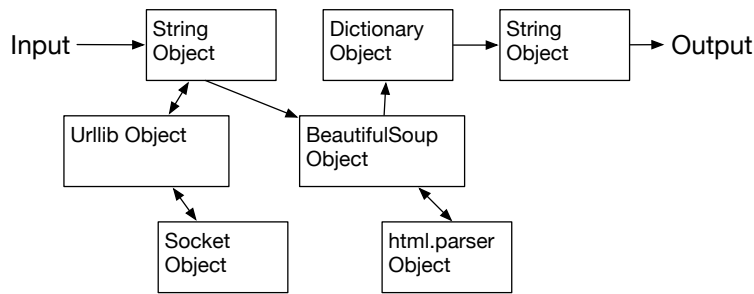 Input
String
Object
Dictionary
Object
String
Object
Output
Urllib Object
BeautifulSoup
Object
Socket
Object
html.parser
Object